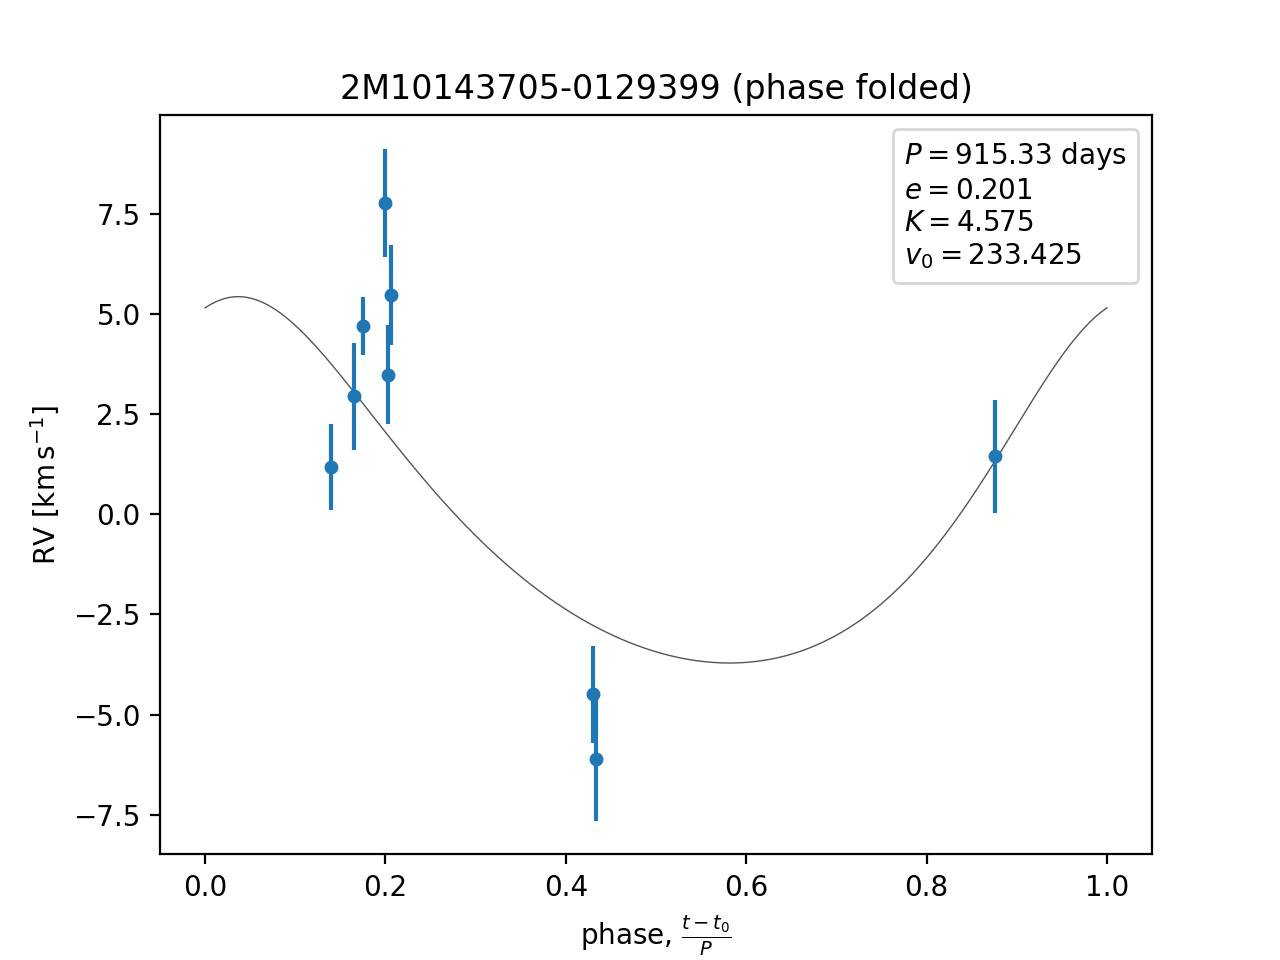 2M10143705-0129399 (phase folded)
P = 915.33 days
e = 0.201
K = 4.575
v₀ = 233.425
RV [km s⁻¹]
7.5
5.0
2.5
0.0
−2.5
−5.0
−7.5
0.0 0.2 0.4 0.6 0.8 1.0
phase, (t − t₀)/P